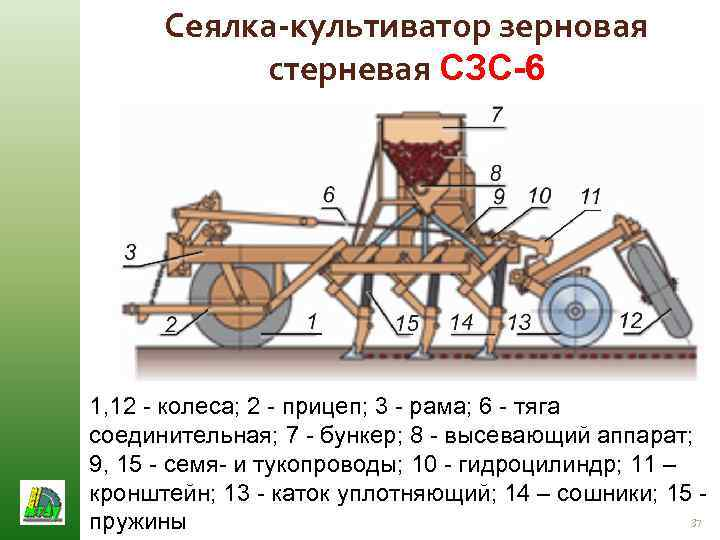 Сеялка-культиватор зерновая
стерневая СЗС-6
7
8
6
9 10 11
3
2
1
15 14 13 12
1, 12 - колеса; 2 - прицеп; 3 - рама; 6 - тяга
соединительная; 7 - бункер; 8 - высевающий аппарат;
9, 15 - семя- и тукопроводы; 10 - гидроцилиндр; 11 –
кронштейн; 13 - каток уплотняющий; 14 – сошники; 15 -
пружины
37